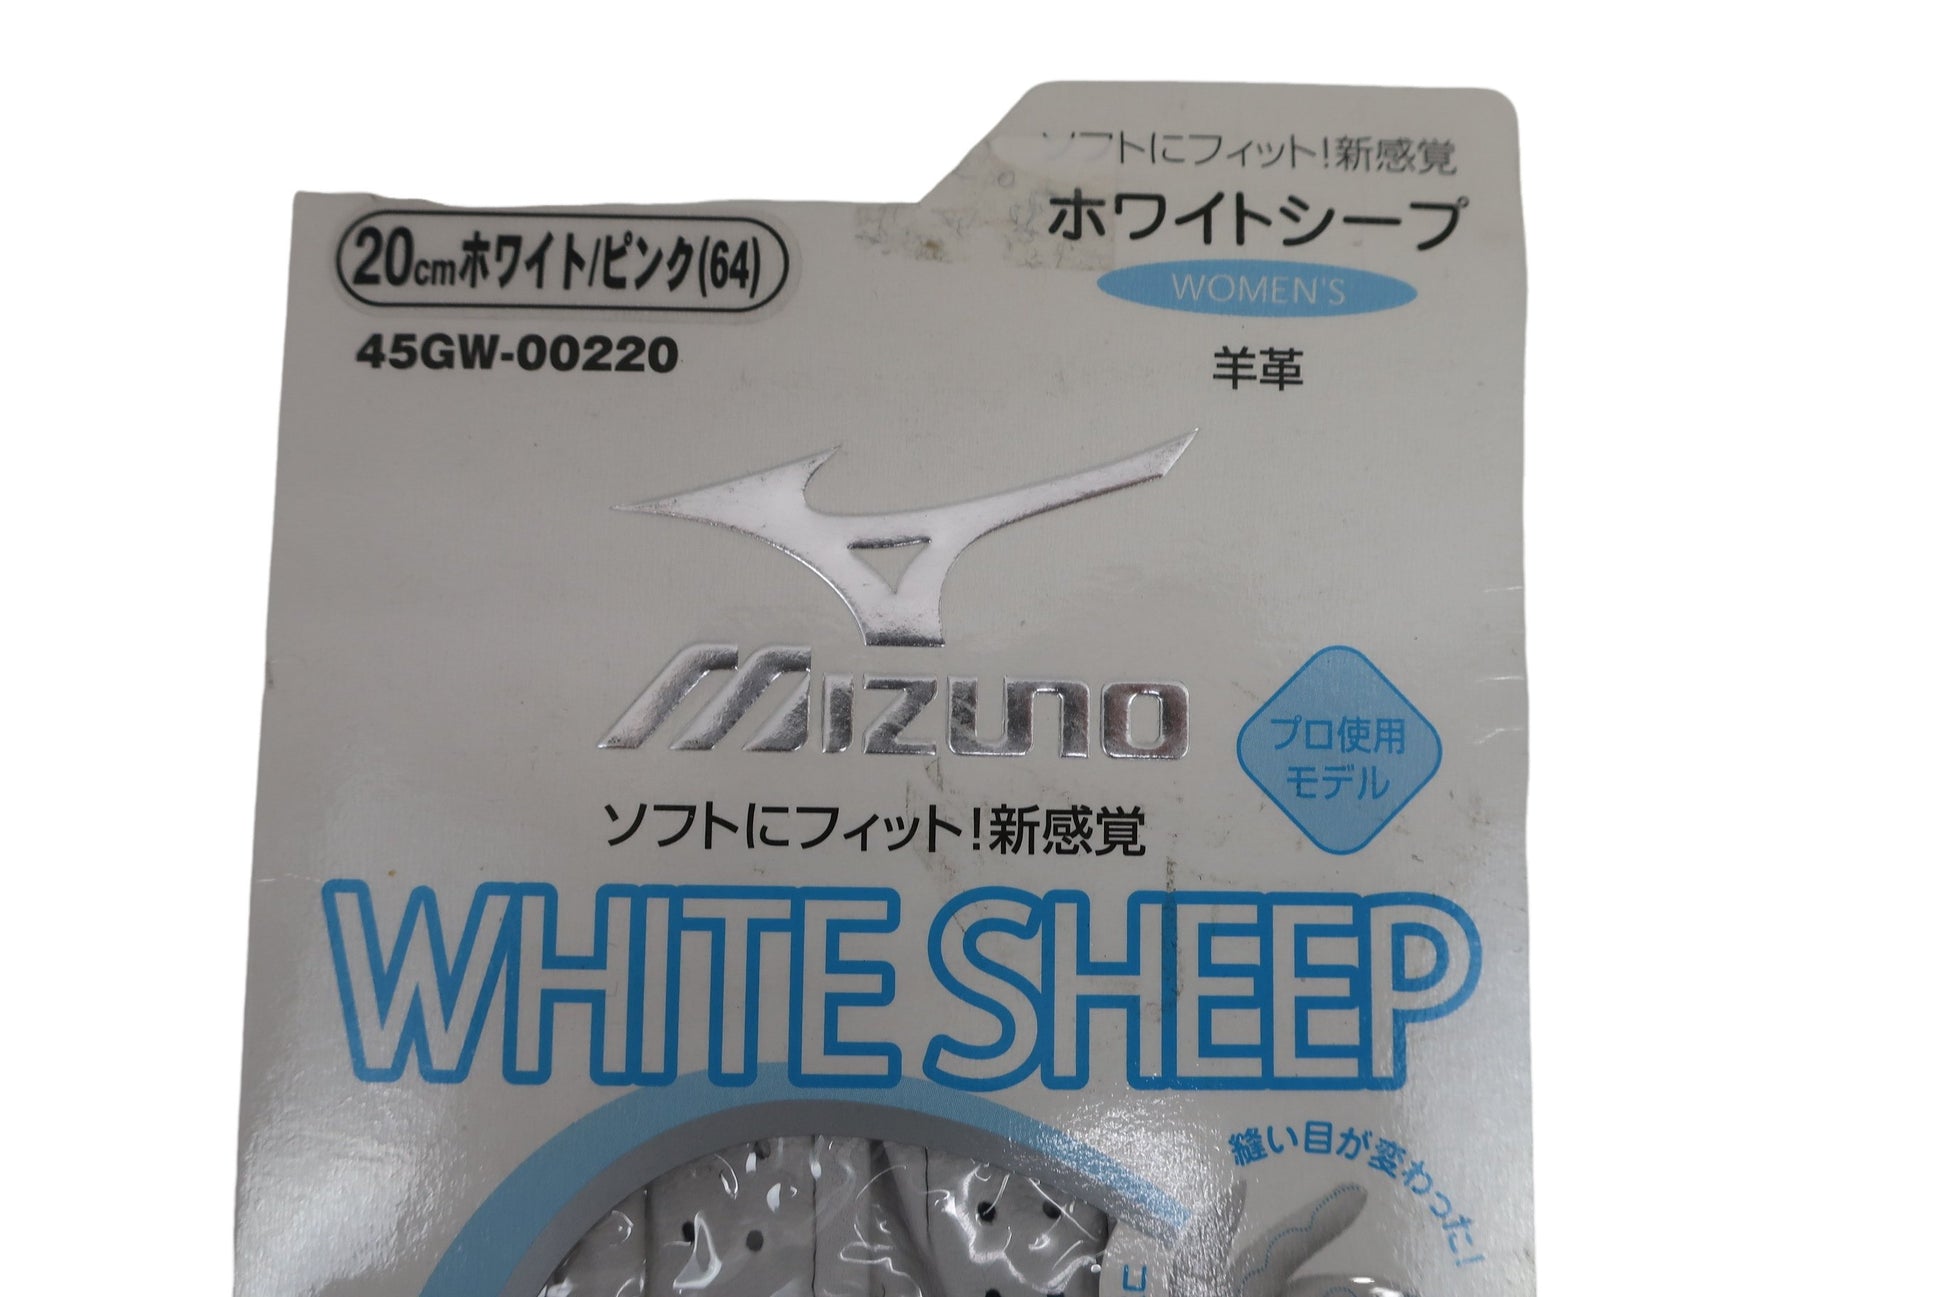 ソフトにフィット!新感覚
ホワイトシープ
WOMEN'S
羊革
20cmホワイト/ピンク(64)
45GW-00220
MIZUNO
プロ使用
モデル
ソフトにフィット!新感覚
WHITE SHEEP
縫い目が変わった!